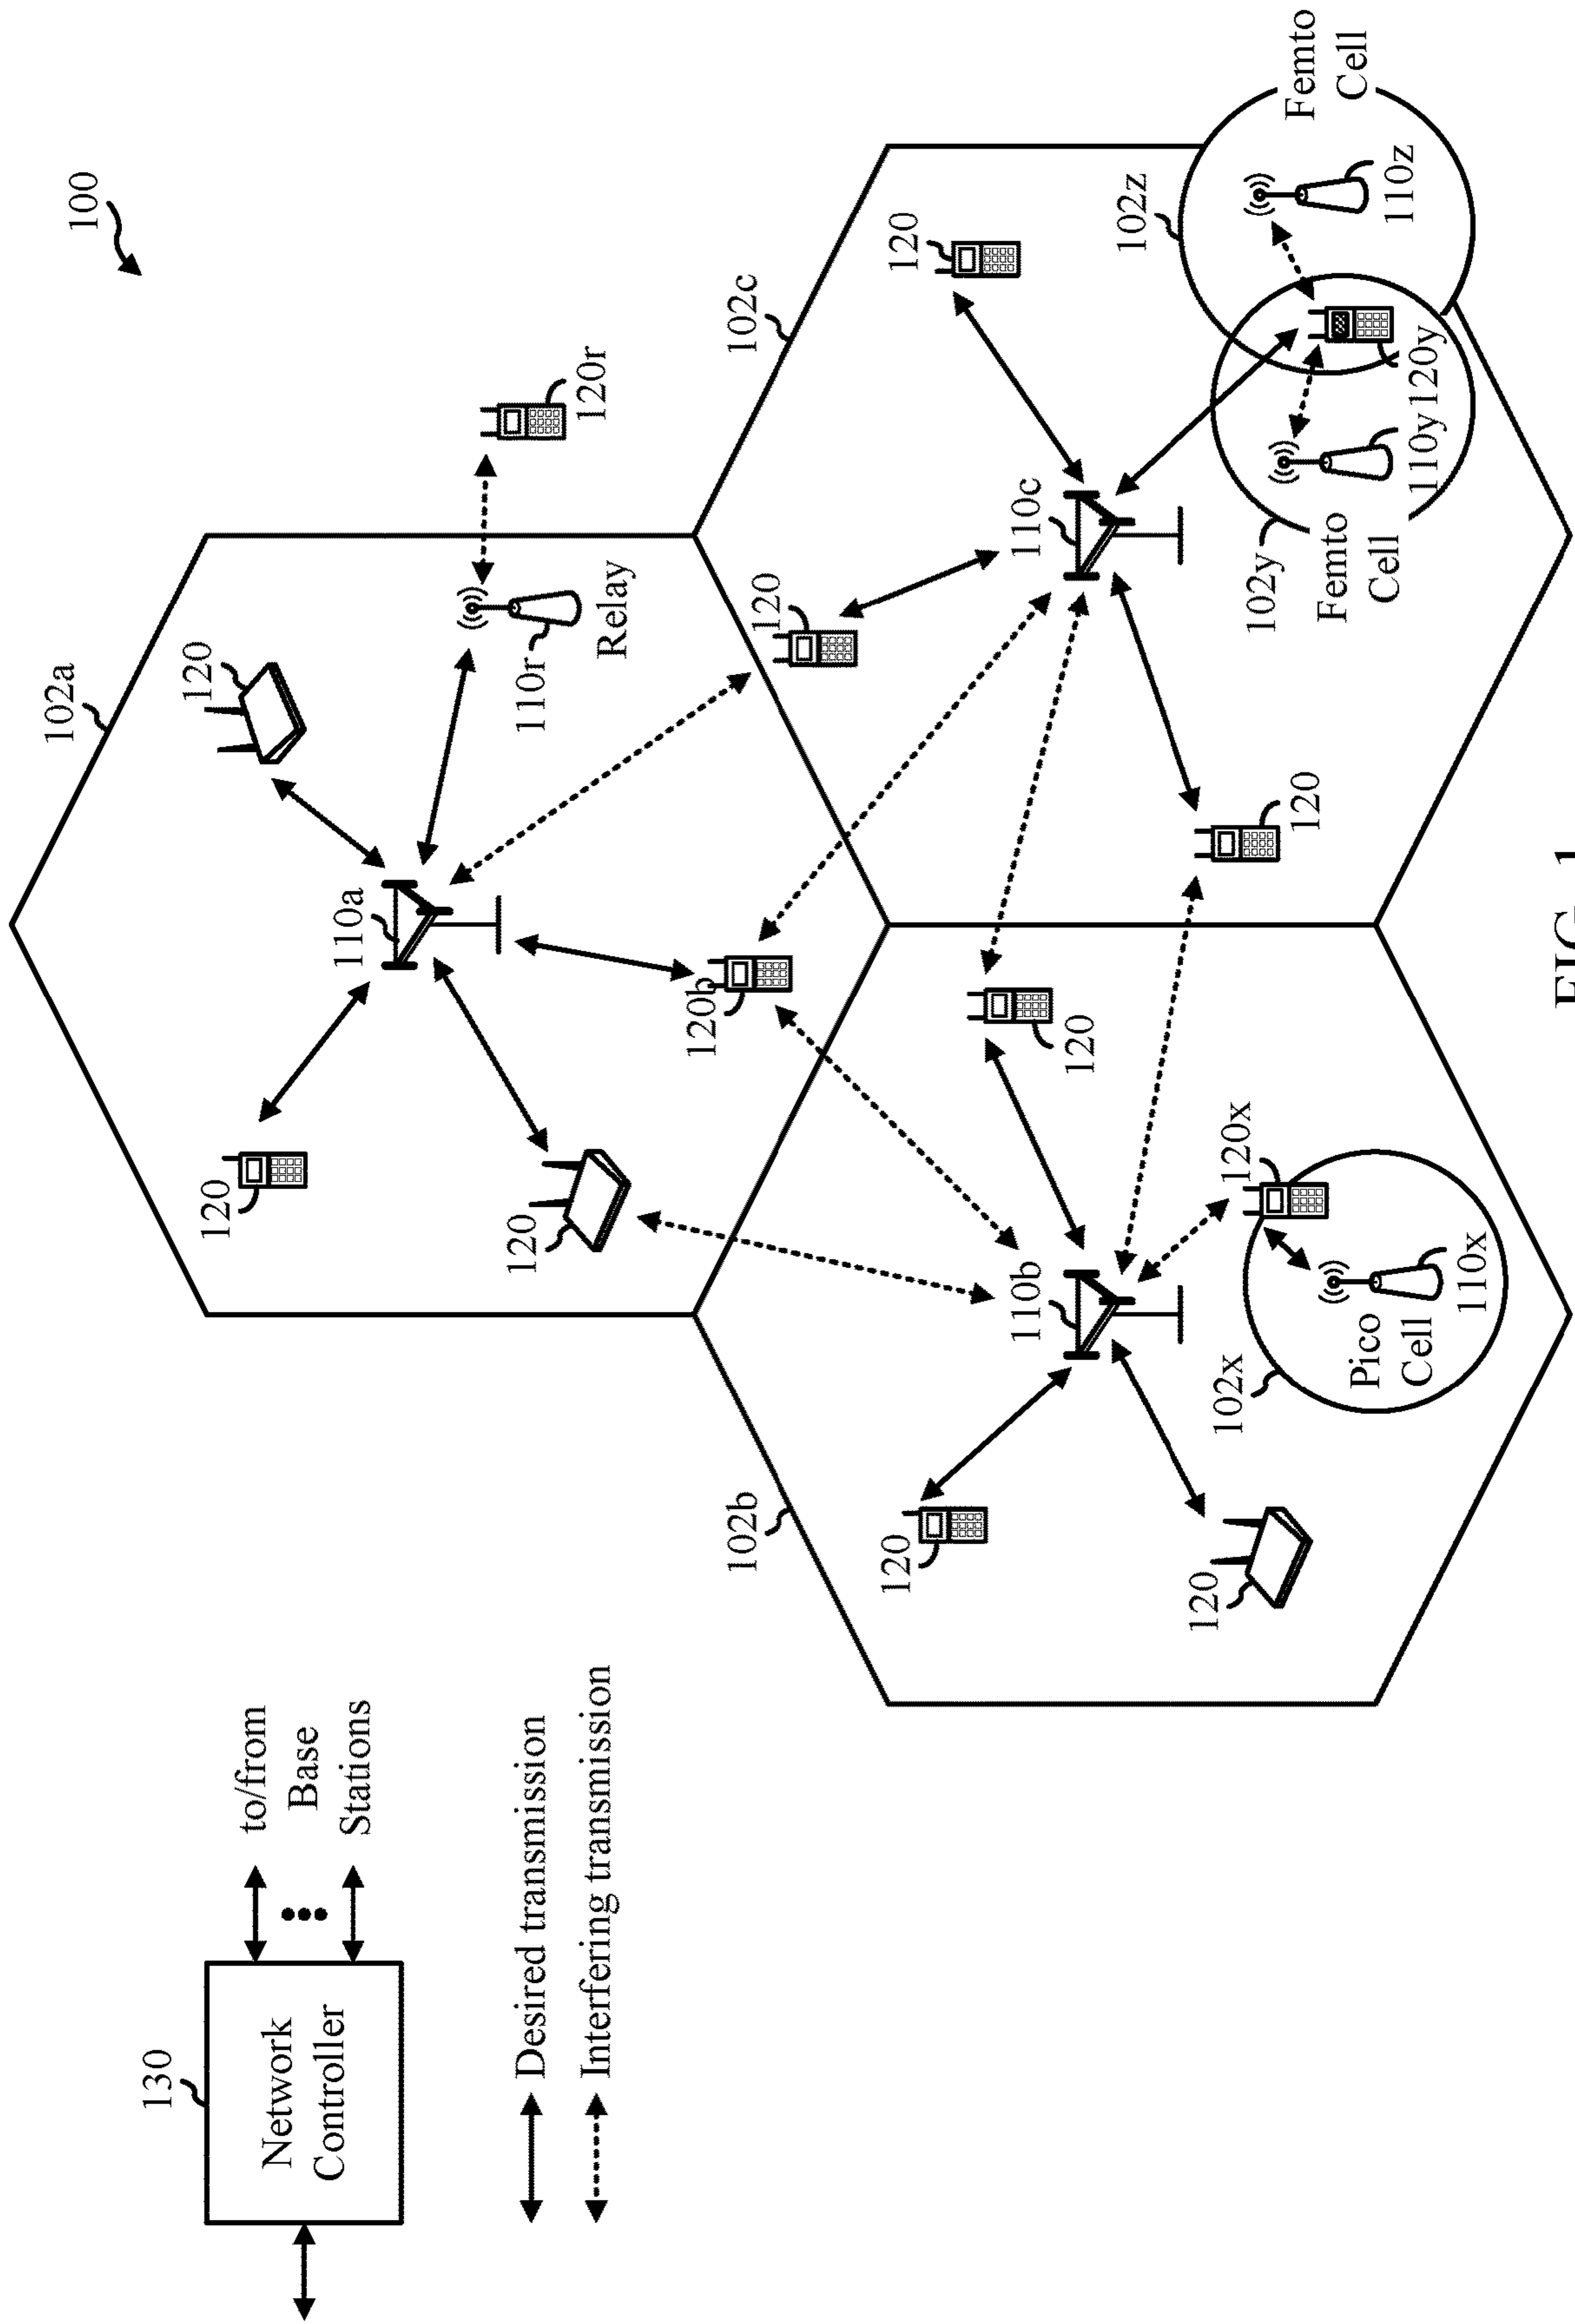 100
130
Network
Controller
to/from
Base
Stations
Desired transmission
Interfering transmission
102a
120
120
110a
120
110r
Relay
120r
120b
120
102b
102c
120
110b
120
110c
120
120
120
102x
Pico
Cell
110x
120x
102y
Femto
Cell
110y
120y
102z
110z
Femto
Cell
120
FIG. 1